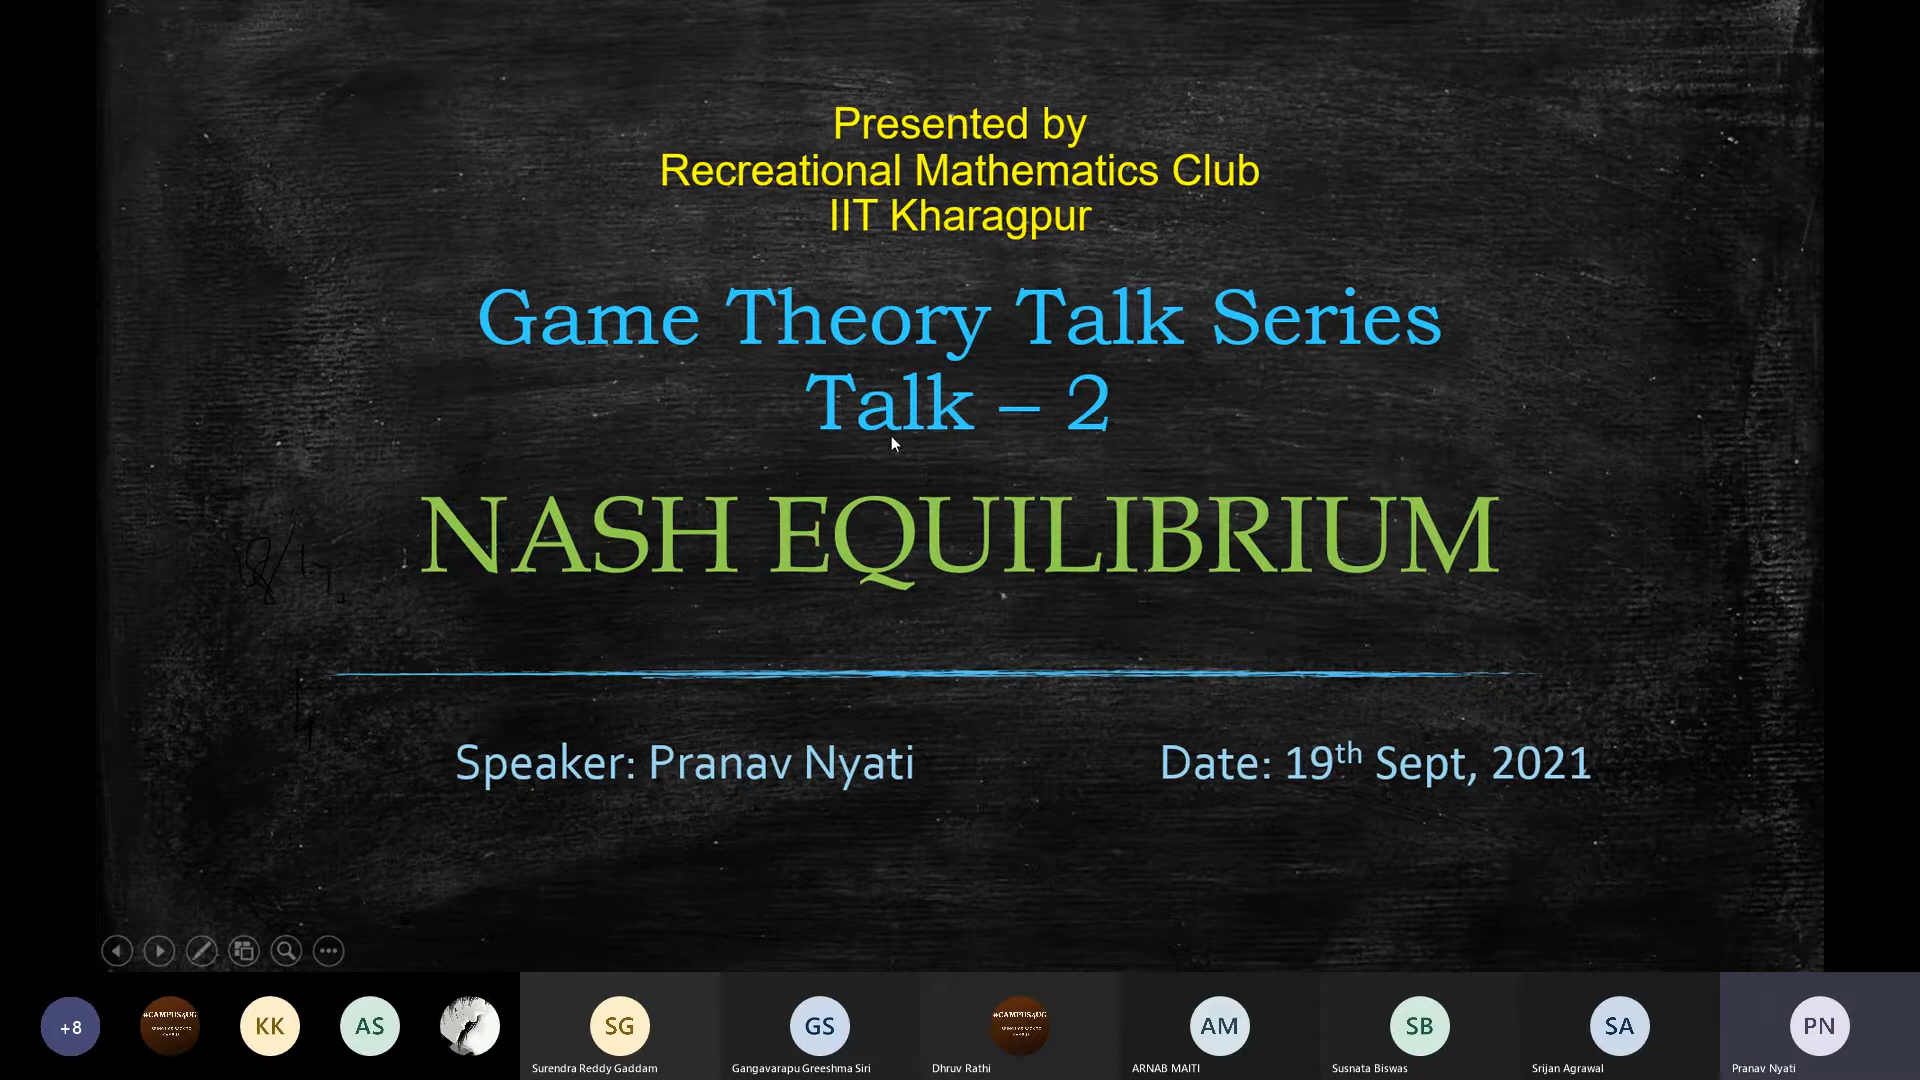 Presented by
Recreational Mathematics Club
IIT Kharagpur
Game Theory Talk Series
Talk – 2
NASH EQUILIBRIUM
Speaker: Pranav Nyati
Date: 19th Sept, 2021
+8
#CAMPUS4UG
KK
AS
SG
Surendra Reddy Gaddam
GS
Gangavarapu Greeshma Siri
#CAMPUS4UG
Dhruv Rathi
AM
ARNAB MAITI
SB
Susnata Biswas
SA
Srijan Agrawal
PN
Pranav Nyati